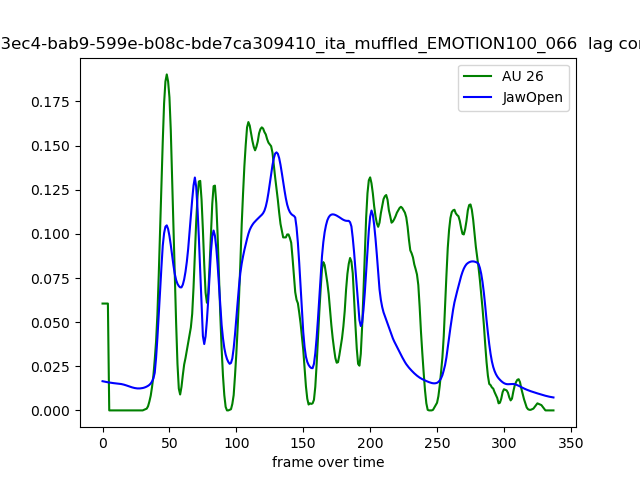 3ec4-bab9-599e-b08c-bde7ca309410_ita_muffled_EMOTION100_066 lag
AU 26
JawOpen
0.175
0.150
0.125
0.100
0.075
0.050
0.025
0.000
0 50 100 150 200 250 300 350
frame over time